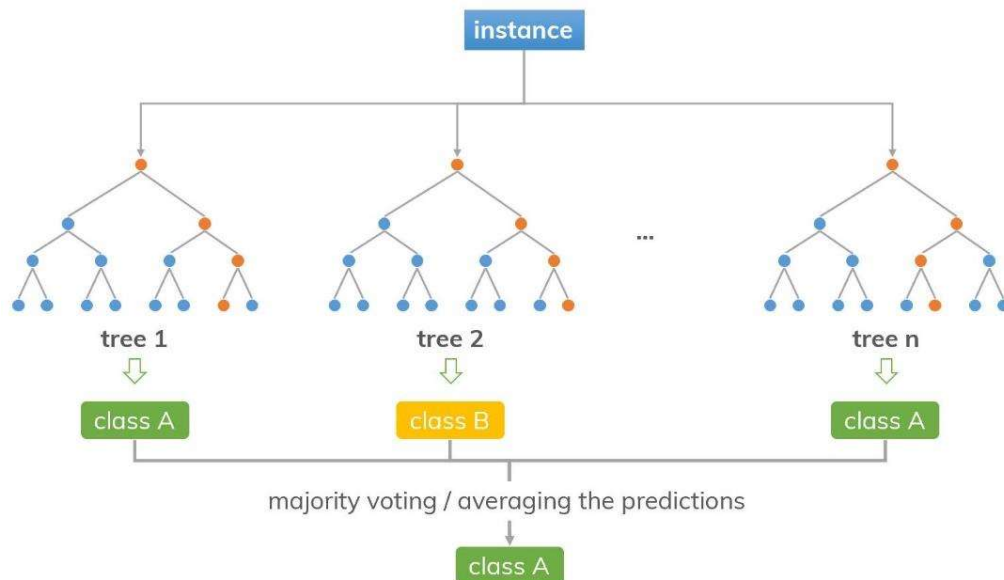 instance
...
tree 1
tree 2
tree n
class A
class B
class A
majority voting / averaging the predictions
class A